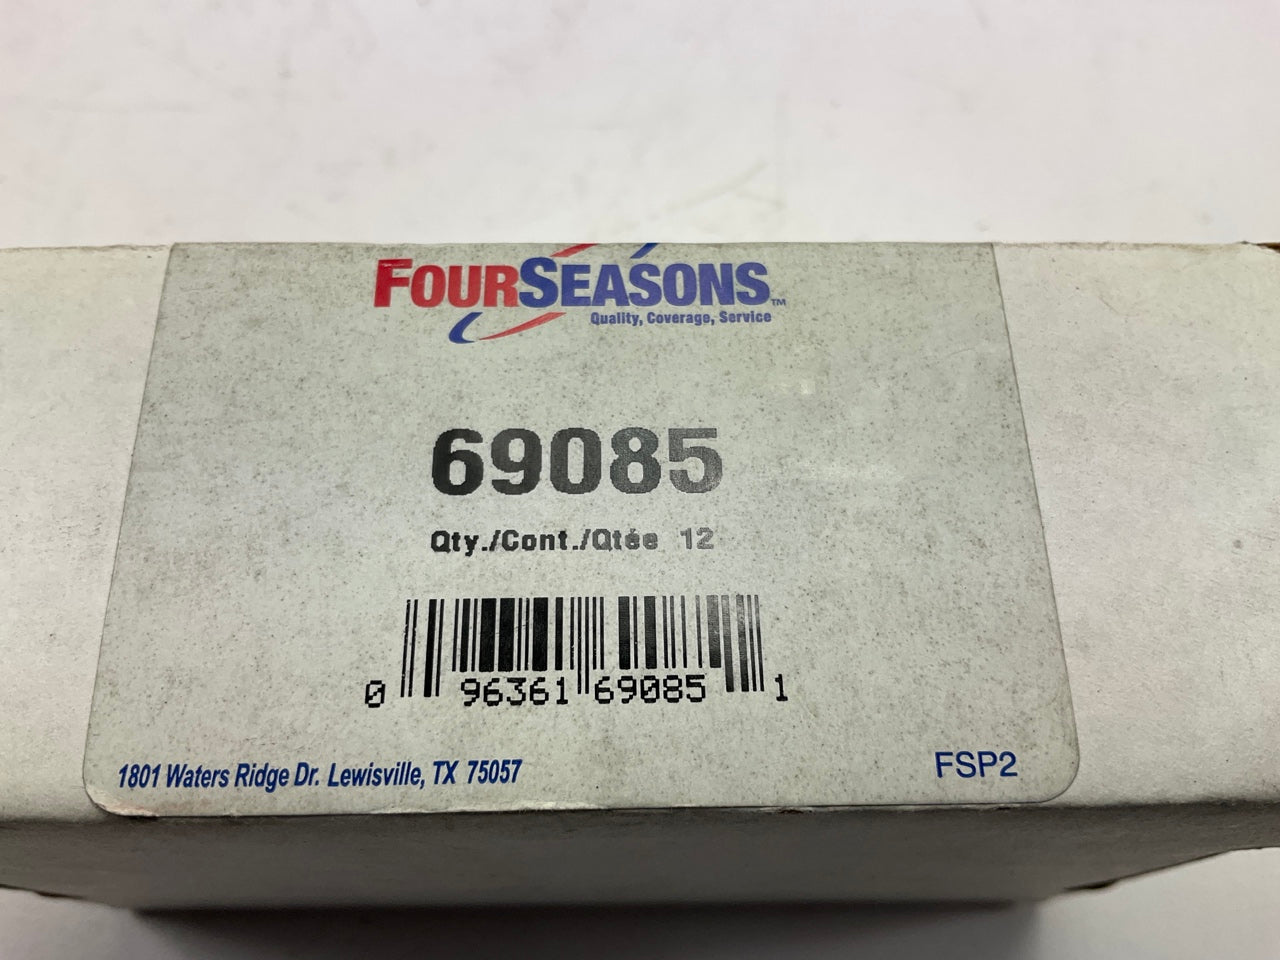 FOURSEASONS™
Quality, Coverage, Service
69085
Qty./Cont./Qtée 12
0 96361 69085 1
1801 Waters Ridge Dr. Lewisville, TX 75057
FSP2